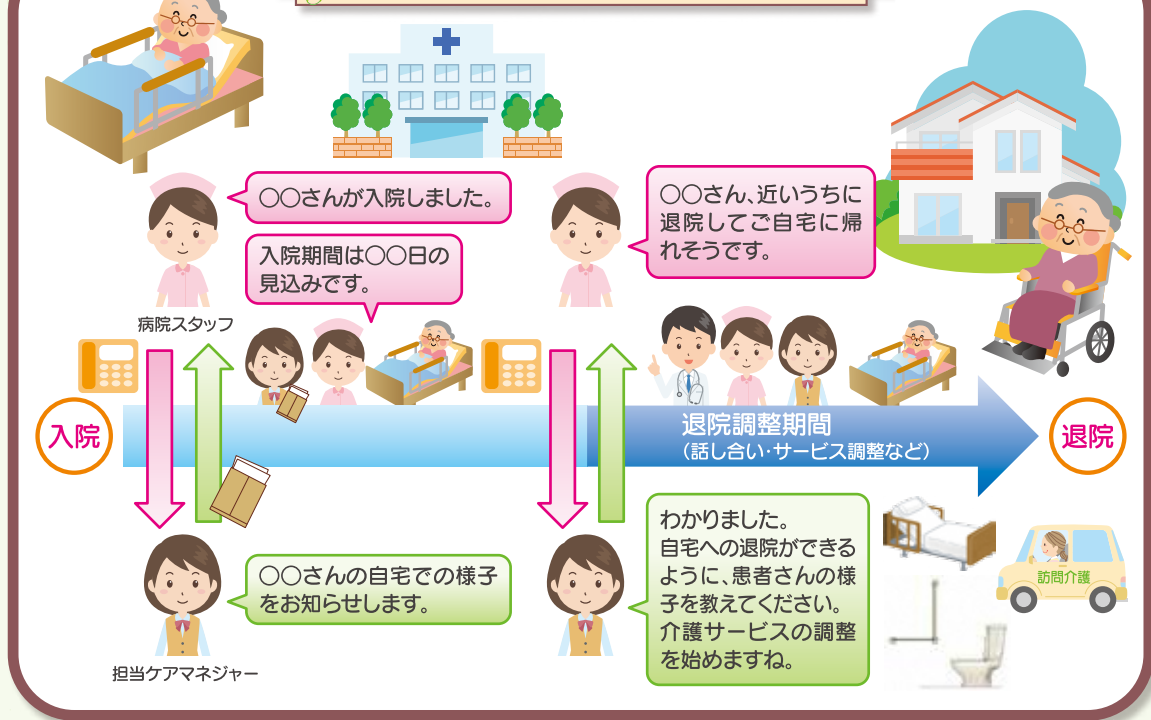 〇〇さんが入院しました。
入院期間は〇〇日の
見込みです。
病院スタッフ
〇〇さん、近いうちに
退院してご自宅に帰
れそうです。
入院
退院調整期間
(話し合い・サービス調整など)
退院
〇〇さんの自宅での様子
をお知らせします。
担当ケアマネジャー
わかりました。
自宅への退院ができる
ように、患者さんの様
子を教えてください。
介護サービスの調整
を始めますね。
訪問介護